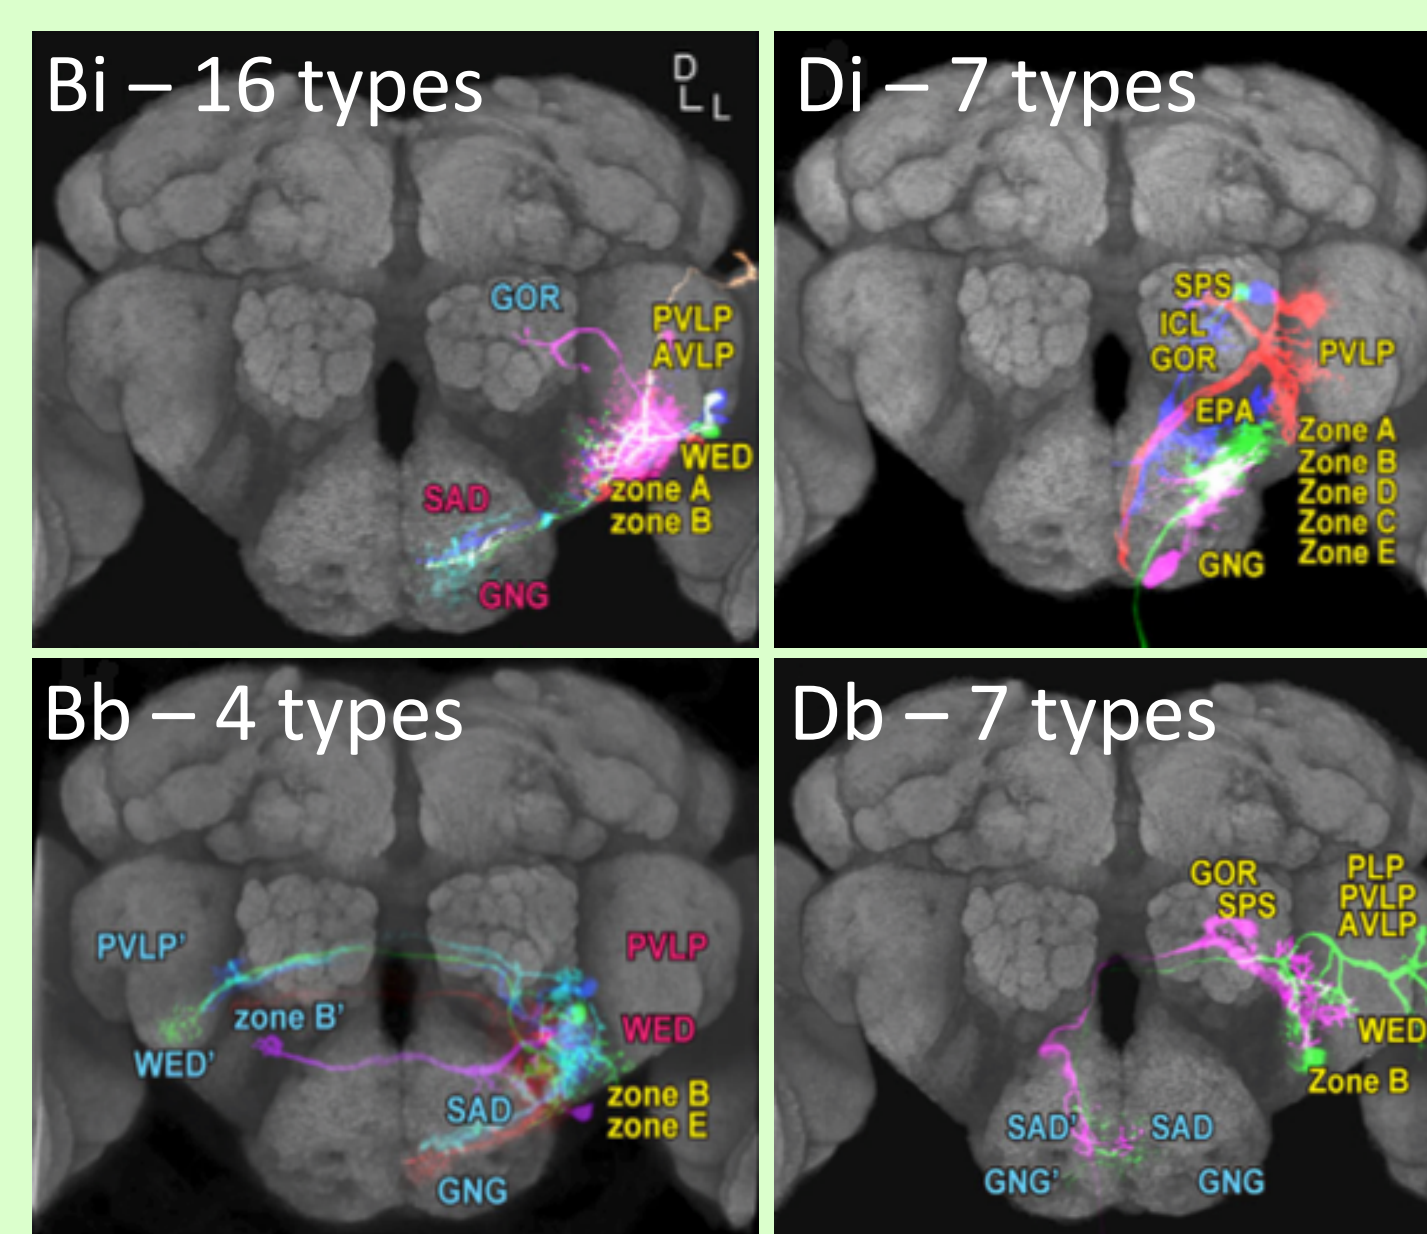 Bi – 16 types
D
L
GOR
PVLP
AVLP
WED
SAD
zone A
zone B
GNG
Di – 7 types
SPS
ICL
GOR
PVLP
EPA
Zone A
Zone B
Zone D
Zone C
Zone E
GNG
Bb – 4 types
PVLP’
PVLP
zone B’
WED
WED’
zone B
SAD
zone E
GNG
Db – 7 types
PLP
GOR
PVLP
SPS
AVLP
WED
Zone B
SAD’ SAD
GNG’ GNG